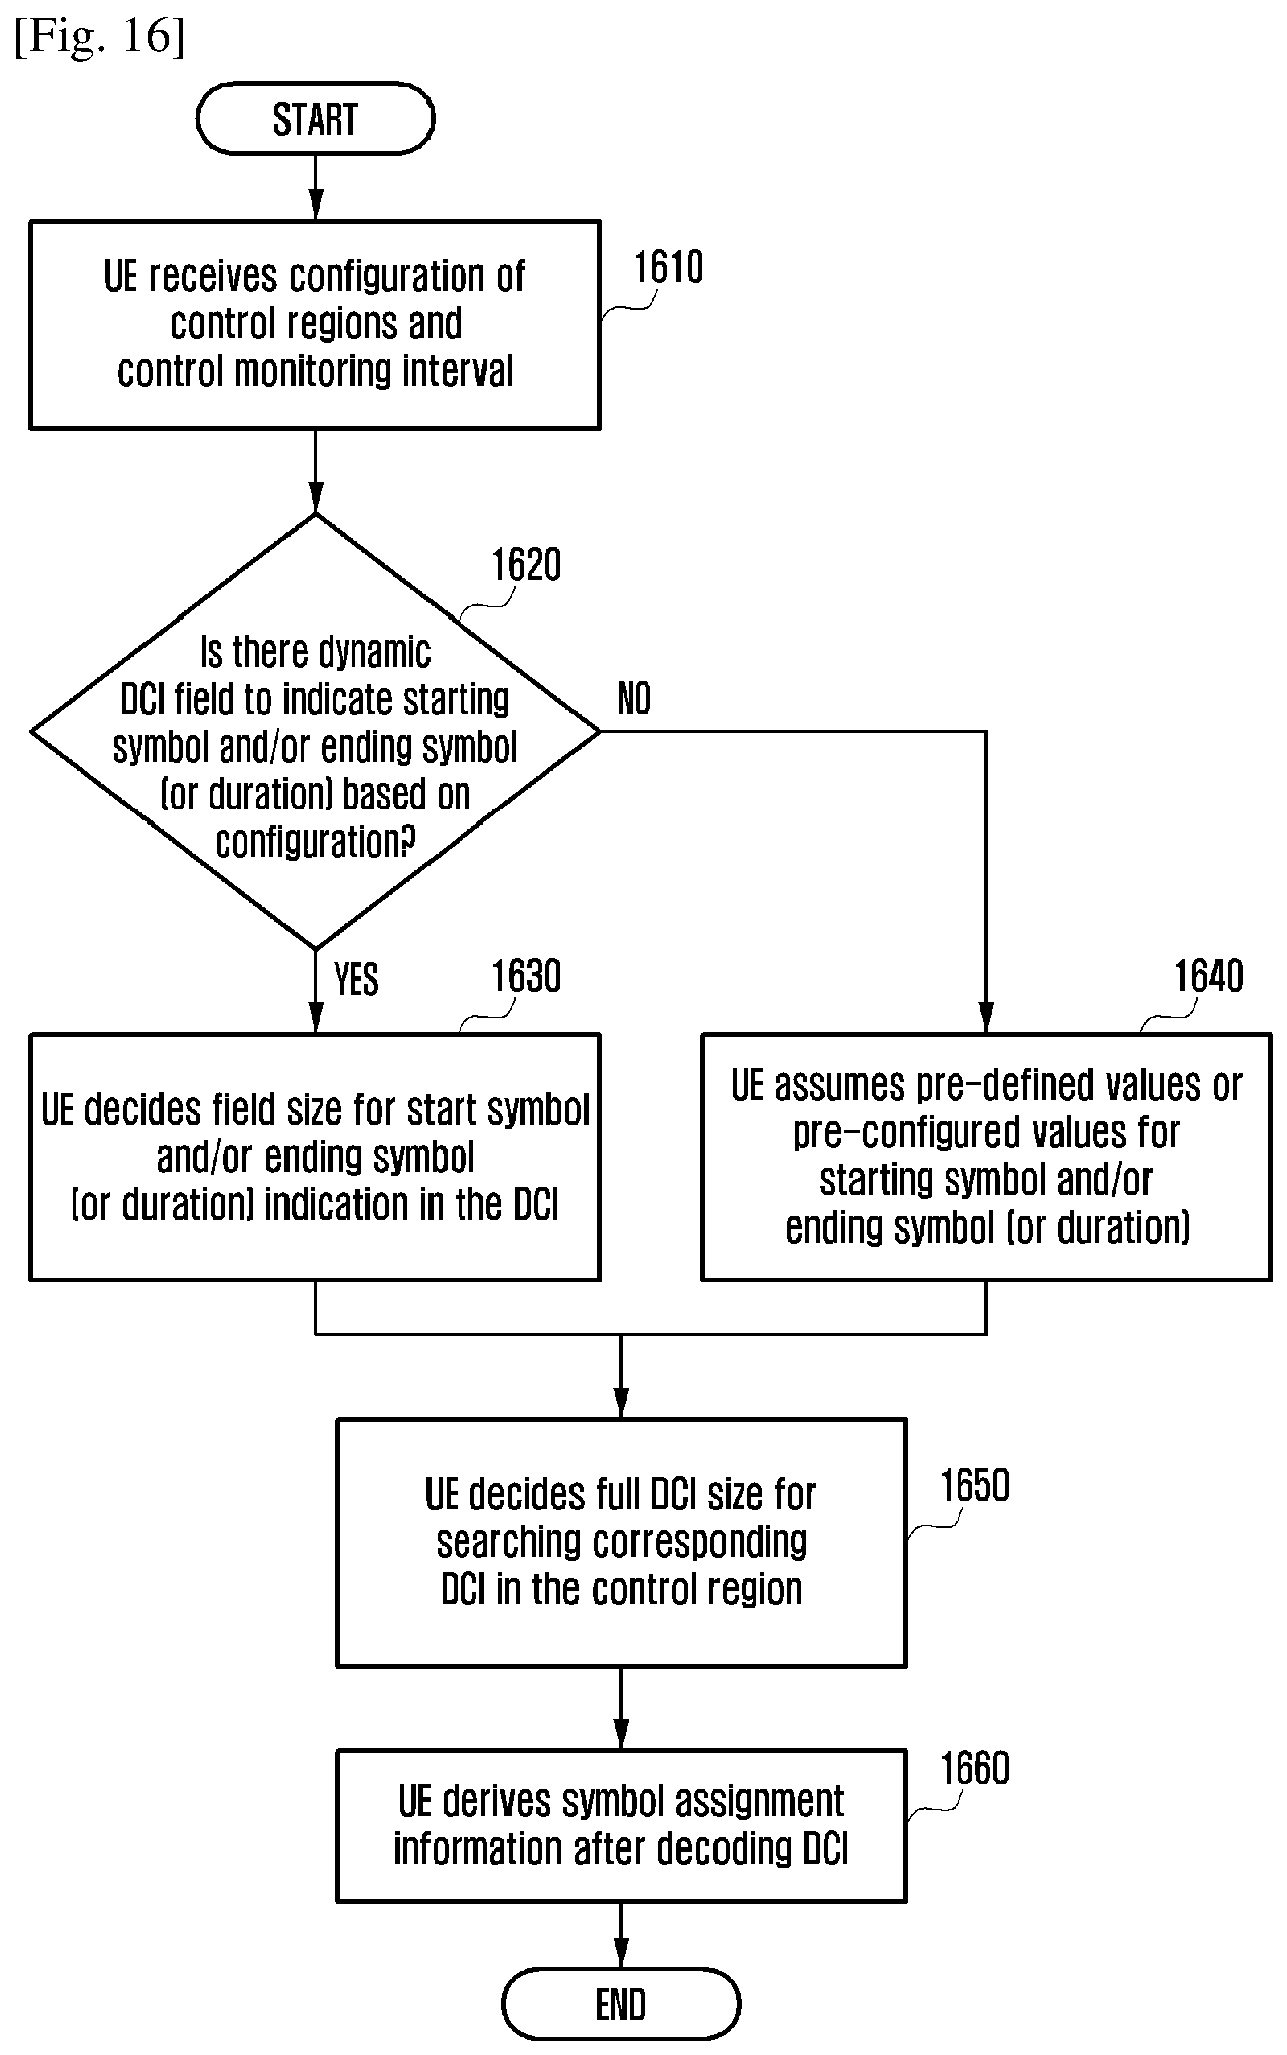 [Fig. 16]
START
UE receives configuration of
control regions and
control monitoring interval
1610
1620
Is there dynamic
DCI field to indicate starting
symbol and/or ending symbol
(or duration) based on
configuration?
NO
YES
1630
UE decides field size for start symbol
and/or ending symbol
(or duration) indication in the DCI
1640
UE assumes pre-defined values or
pre-configured values for
starting symbol and/or
ending symbol (or duration)
UE decides full DCI size for
searching corresponding
DCI in the control region
1650
UE derives symbol assignment
information after decoding DCI
1660
END